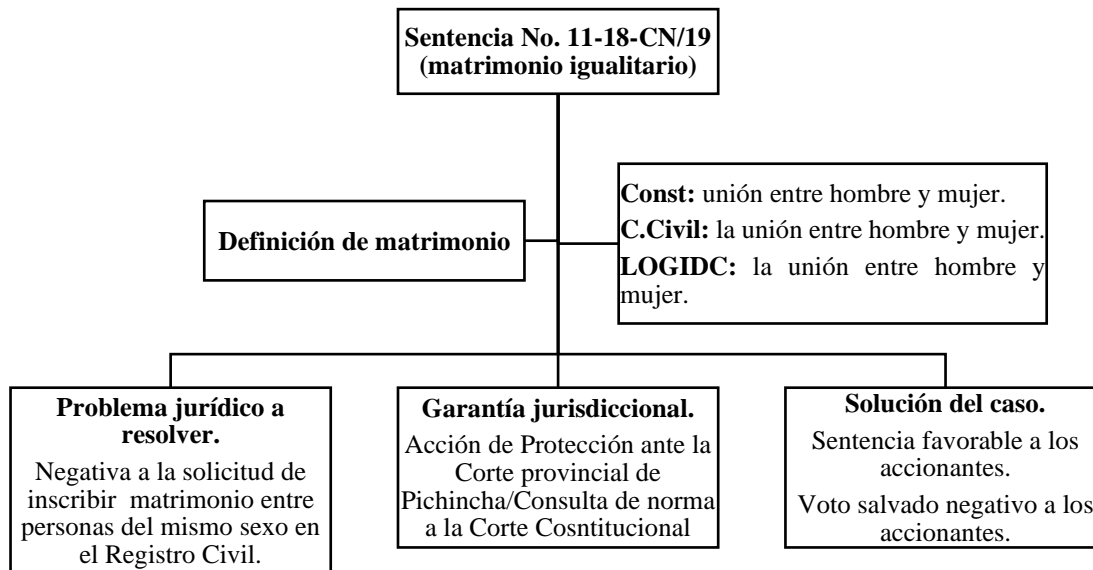 Sentencia No. 11-18-CN/19
(matrimonio igualitario)
Definición de matrimonio
Const: unión entre hombre y mujer.
C.Civil: la unión entre hombre y mujer.
LOGIDC: la unión entre hombre y
mujer.
Problema jurídico a
resolver.
Negativa a la solicitud de
inscribir matrimonio entre
personas del mismo sexo en
el Registro Civil.
Garantía jurisdiccional.
Acción de Protección ante la
Corte provincial de
Pichincha/Consulta de norma
a la Corte Cosntitucional
Solución del caso.
Sentencia favorable a los
accionantes.
Voto salvado negativo a los
accionantes.